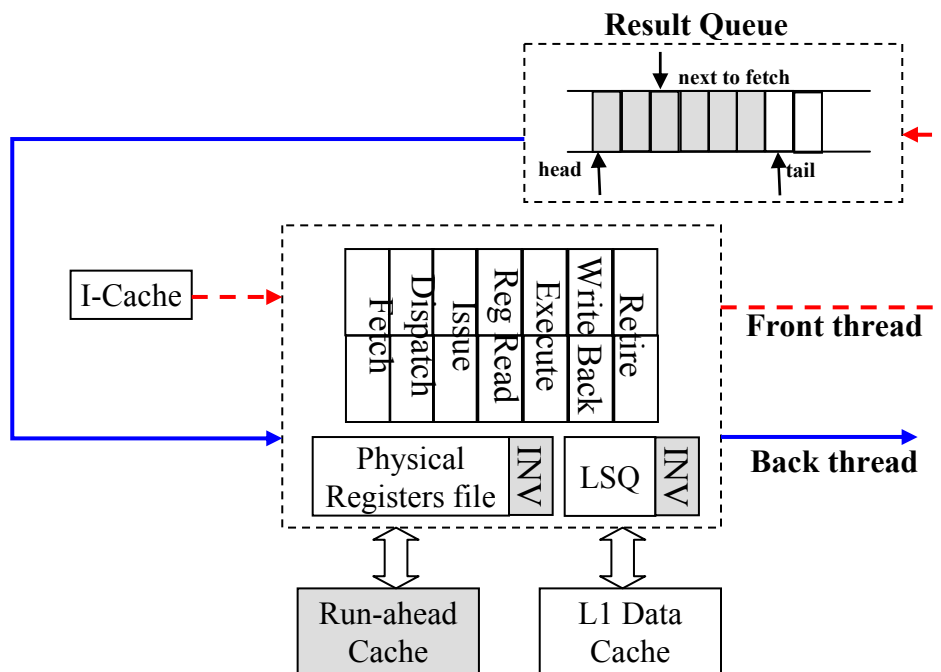 Result Queue
next to fetch
head
tail
I-Cache
Fetch
Dispatch
Issue
Reg Read
Execute
Write Back
Retire
Front thread
Back thread
Physical
Registers file
INV
LSQ
INV
Run-ahead
Cache
L1 Data
Cache